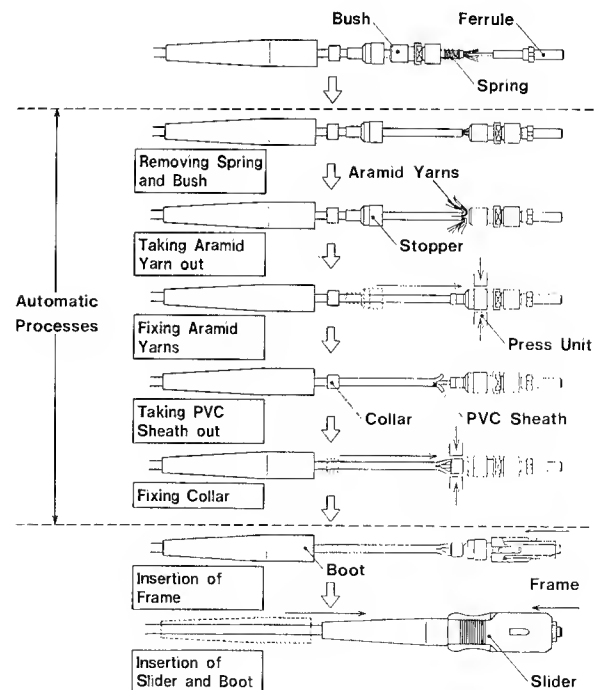 Bush
Ferrule
Spring
Removing Spring
and Bush
Aramid Yarns
Stopper
Taking Aramid
Yarn out
Automatic
Processes
Fixing Aramid
Yarns
Press Unit
Taking PVC
Sheath out
Collar
PVC Sheath
Fixing Collar
Insertion of
Frame
Boot
Frame
Insertion of
Slider and Boot
Slider